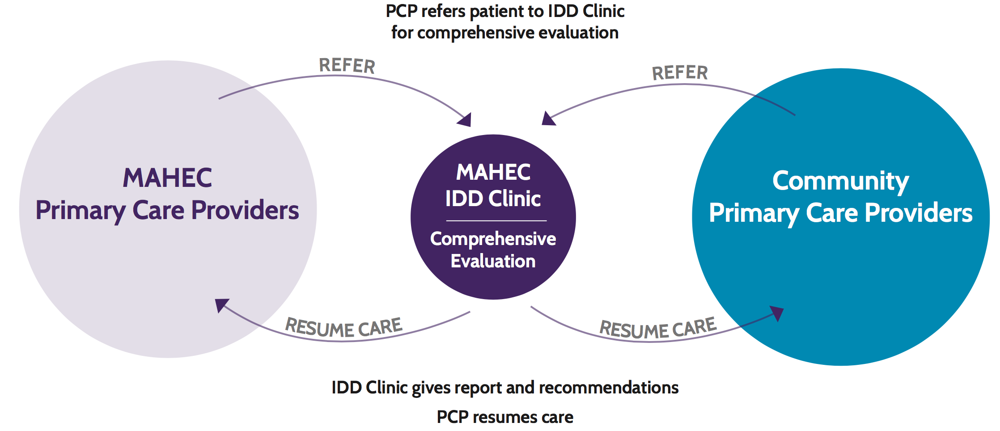 PCP refers patient to IDD Clinic
for comprehensive evaluation
REFER
REFER
MAHEC
Primary Care Providers
MAHEC
IDD Clinic
Comprehensive
Evaluation
Community
Primary Care Providers
RESUME CARE
RESUME CARE
IDD Clinic gives report and recommendations
PCP resumes care